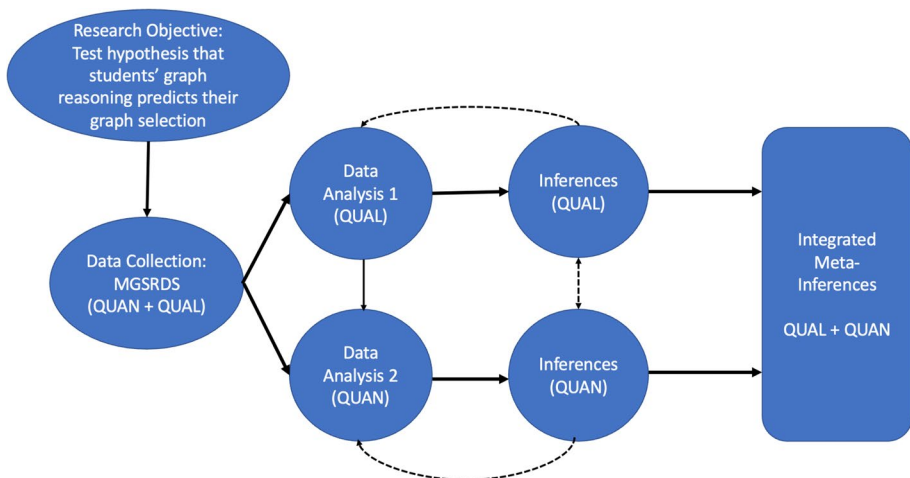 Research Objective:
Test hypothesis that
students' graph
reasoning predicts their
graph selection
Data Collection:
MGSRDS
(QUAN + QUAL)
Data
Analysis 1
(QUAL)
Inferences
(QUAL)
Data
Analysis 2
(QUAN)
Inferences
(QUAN)
Integrated
Meta-
Inferences
QUAL + QUAN